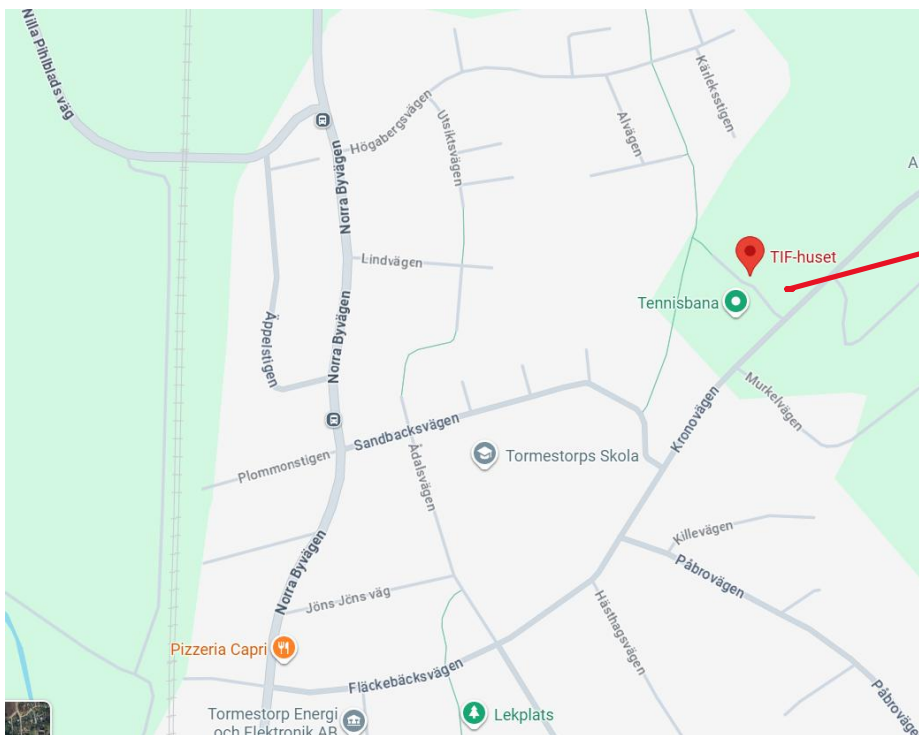 Nilla Pihlblads väg
Högabergsvägen
Utsiktsvägen
Alvägen
Kärleksstigen
A
Norra Byvägen
Lindvägen
TIF-huset
Tennisbana
Äppelstigen
Norra Byvägen
Murkelvägen
Kronovägen
Sandbacksvägen
Plommonstigen
Ådalsvägen
Tormestorps Skola
Killevägen
Påbrovägen
Norra Byvägen
Jöns Jöns väg
Hästhagsvägen
Pizzeria Capri
Fläckebäcksvägen
Påbrovägen
Tormestorp Energi
och Elektronik AB
Lekplats